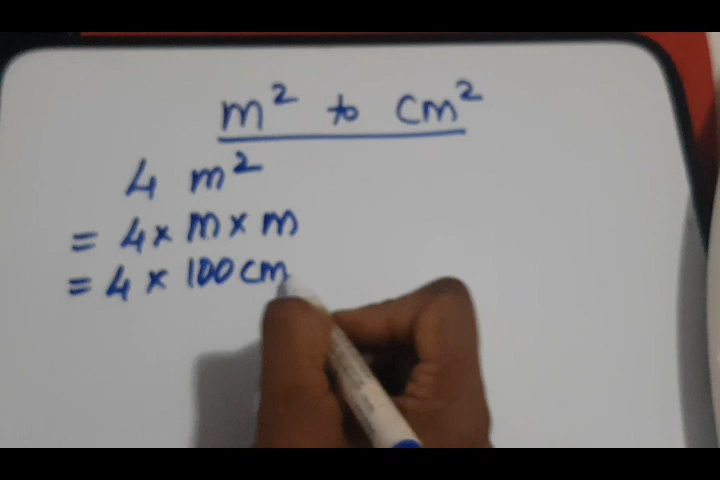 m² to cm²
4 m²
= 4 × m × m
= 4 × 100 cm